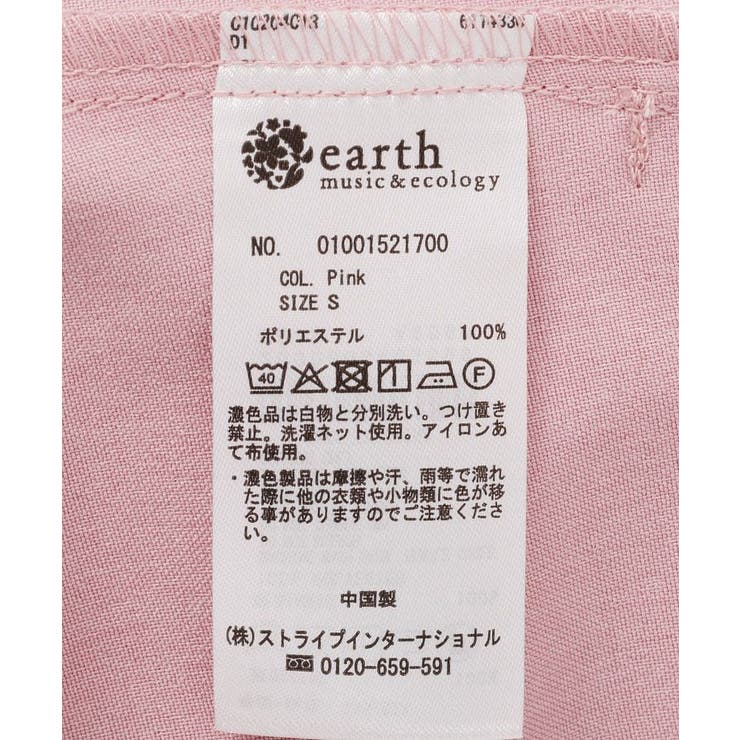 01
earth
music&ecology
NO. 01001521700
COL. Pink
SIZE S
ポリエステル 100%
40
F
濃色品は白物と分別洗い。つけ置き
禁止。洗濯ネット使用。アイロンあ
て布使用。
・濃色製品は摩擦や汗、雨等で濡れ
た際に他の衣類や小物類に色が移
る事がありますのでご注意くださ
い。
中国製
(株)ストライプインターナショナル
0120-659-591